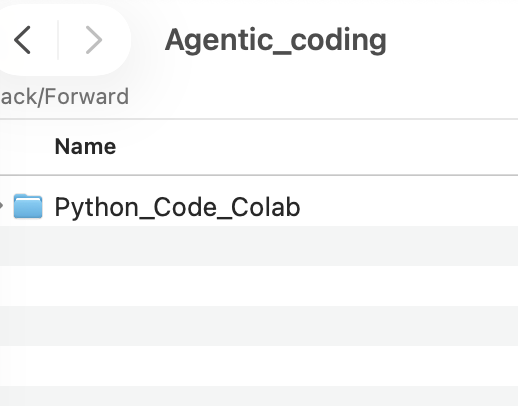 Agentic_coding
ack/Forward
Name
Python_Code_Colab